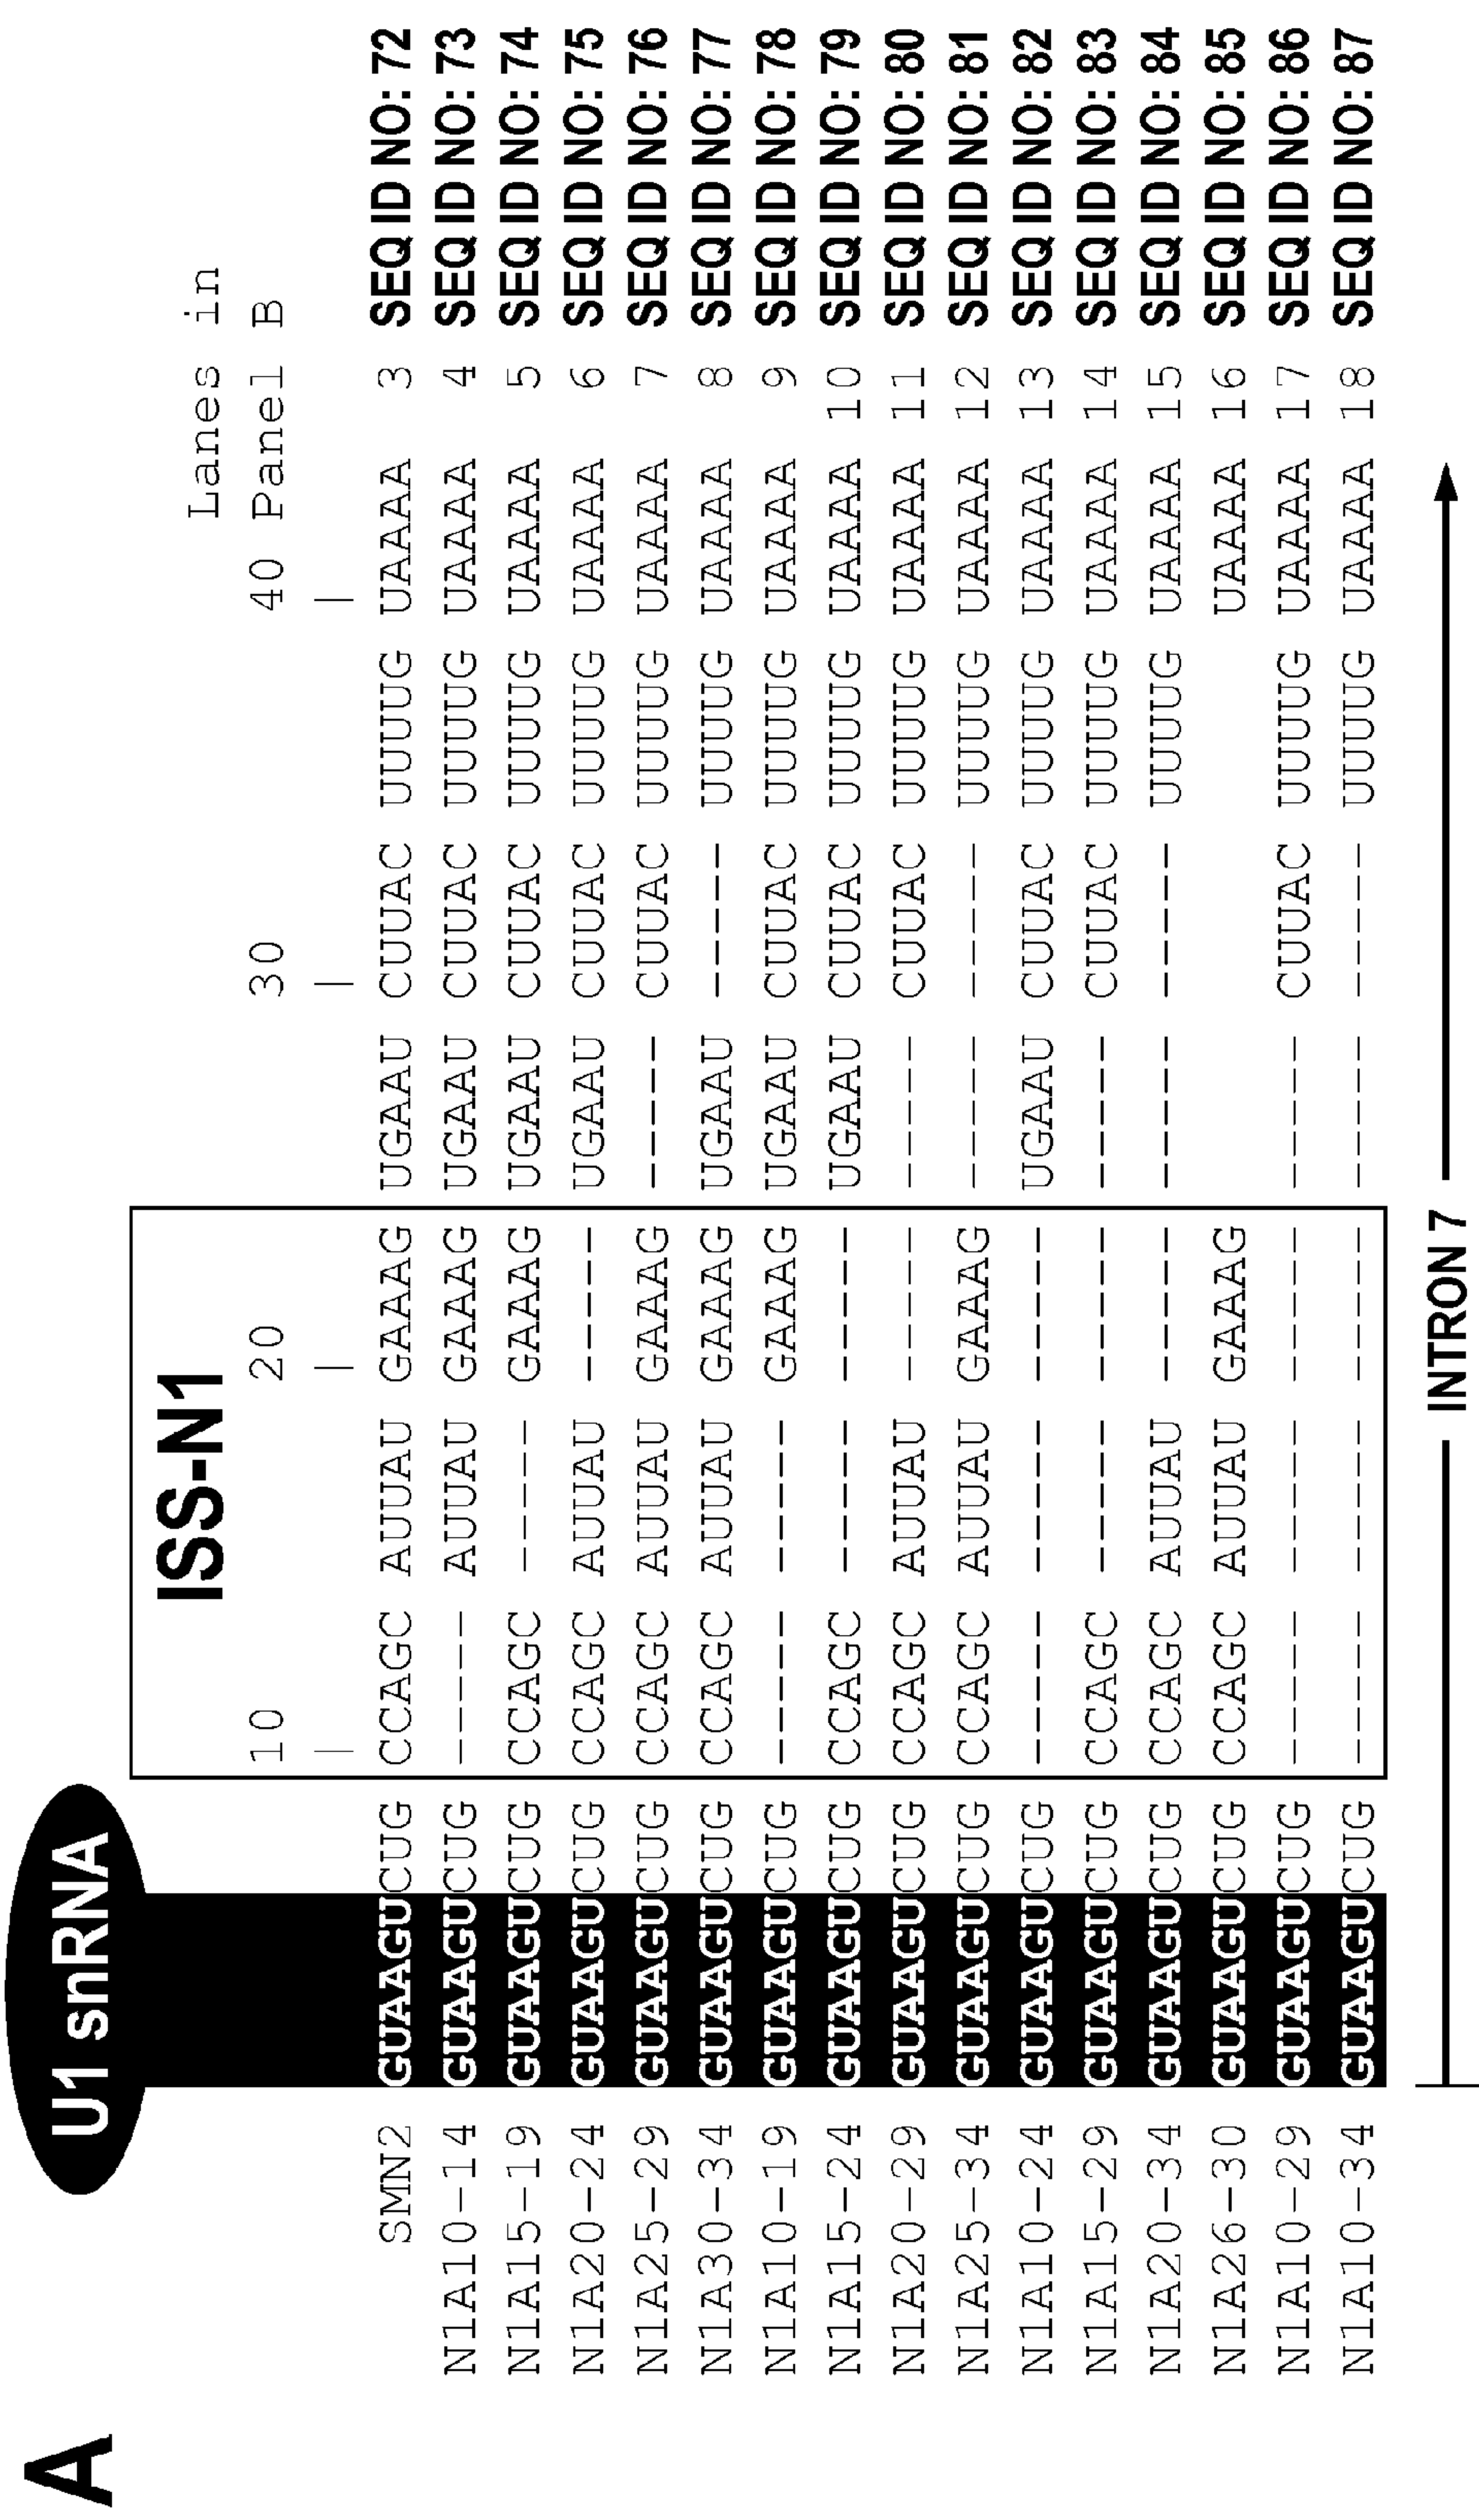 A
U1 snRNA
ISS-N1
Lanes in
10 20 30 40 Panel B
SMN2 GUAAGUCUG CCAGC AUUAU GAAAG UGAAU CUUAC UUUUG UAAAA 3 SEQ ID NO: 72
N1A10-14 GUAAGUCUG ----- AUUAU GAAAG UGAAU CUUAC UUUUG UAAAA 4 SEQ ID NO: 73
N1A15-19 GUAAGUCUG CCAGC ----- GAAAG UGAAU CUUAC UUUUG UAAAA 5 SEQ ID NO: 74
N1A20-24 GUAAGUCUG CCAGC AUUAU ----- UGAAU CUUAC UUUUG UAAAA 6 SEQ ID NO: 75
N1A25-29 GUAAGUCUG CCAGC AUUAU GAAAG ----- CUUAC UUUUG UAAAA 7 SEQ ID NO: 76
N1A30-34 GUAAGUCUG CCAGC AUUAU GAAAG UGAAU ----- UUUUG UAAAA 8 SEQ ID NO: 77
N1A10-19 GUAAGUCUG ----- ----- GAAAG UGAAU CUUAC UUUUG UAAAA 9 SEQ ID NO: 78
N1A15-24 GUAAGUCUG CCAGC ----- ----- UGAAU CUUAC UUUUG UAAAA 10 SEQ ID NO: 79
N1A20-29 GUAAGUCUG CCAGC AUUAU ----- ----- CUUAC UUUUG UAAAA 11 SEQ ID NO: 80
N1A25-34 GUAAGUCUG CCAGC AUUAU GAAAG ----- ----- UUUUG UAAAA 12 SEQ ID NO: 81
N1A10-24 GUAAGUCUG ----- ----- ----- UGAAU CUUAC UUUUG UAAAA 13 SEQ ID NO: 82
N1A15-29 GUAAGUCUG CCAGC ----- ----- ----- CUUAC UUUUG UAAAA 14 SEQ ID NO: 83
N1A20-34 GUAAGUCUG CCAGC AUUAU ----- ----- ----- UUUUG UAAAA 15 SEQ ID NO: 84
N1A26-30 GUAAGUCUG CCAGC AUUAU GAAAG UAAAA 16 SEQ ID NO: 85
N1A10-29 GUAAGUCUG ----- ----- ----- ----- CUUAC UUUUG UAAAA 17 SEQ ID NO: 86
N1A10-34 GUAAGUCUG ----- ----- ----- ----- ----- UUUUG UAAAA 18 SEQ ID NO: 87
INTRON 7